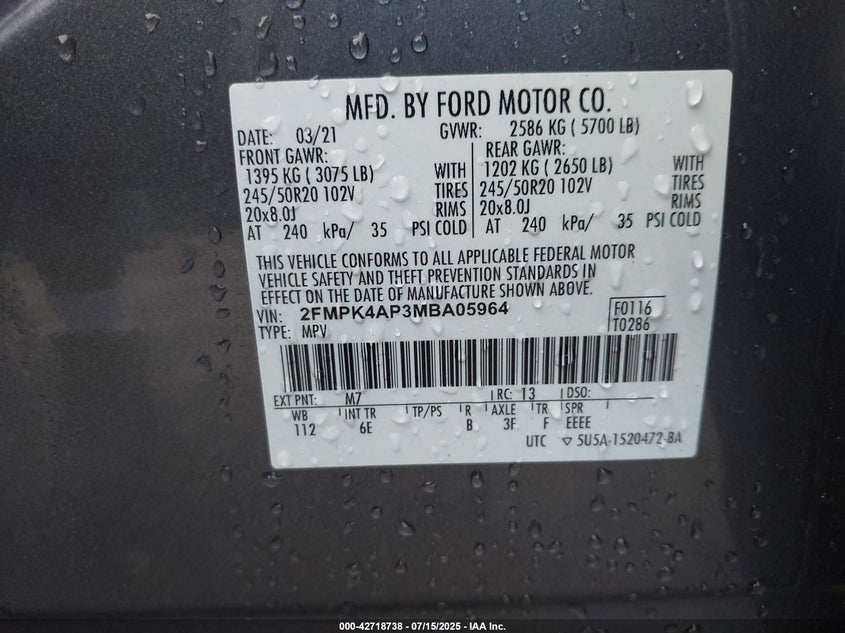 MFD. BY FORD MOTOR CO.
DATE: 03/21 GVWR: 2586 KG ( 5700 LB)
FRONT GAWR: REAR GAWR:
1395 KG ( 3075 LB) WITH 1202 KG ( 2650 LB) WITH
245/50R20 102V TIRES 245/50R20 102V TIRES
20x8.0J RIMS 20x8.0J RIMS
AT 240 kPa/ 35 PSI COLD AT 240 kPa/ 35 PSI COLD
THIS VEHICLE CONFORMS TO ALL APPLICABLE FEDERAL MOTOR
VEHICLE SAFETY AND THEFT PREVENTION STANDARDS IN
EFFECT ON THE DATE OF MANUFACTURE SHOWN ABOVE.
VIN: 2FMPK4AP3MBA05964 F0116
TYPE: MPV T0286
EXT PNT: M7 RC: 13 DSO:
WB INT TR TP/PS R AXLE TR SPR
112 6E B 3F F EEEE
UTC ▽ 5U5A-1520472-BA
000-42718738 - 07/15/2025 - IAA Inc.